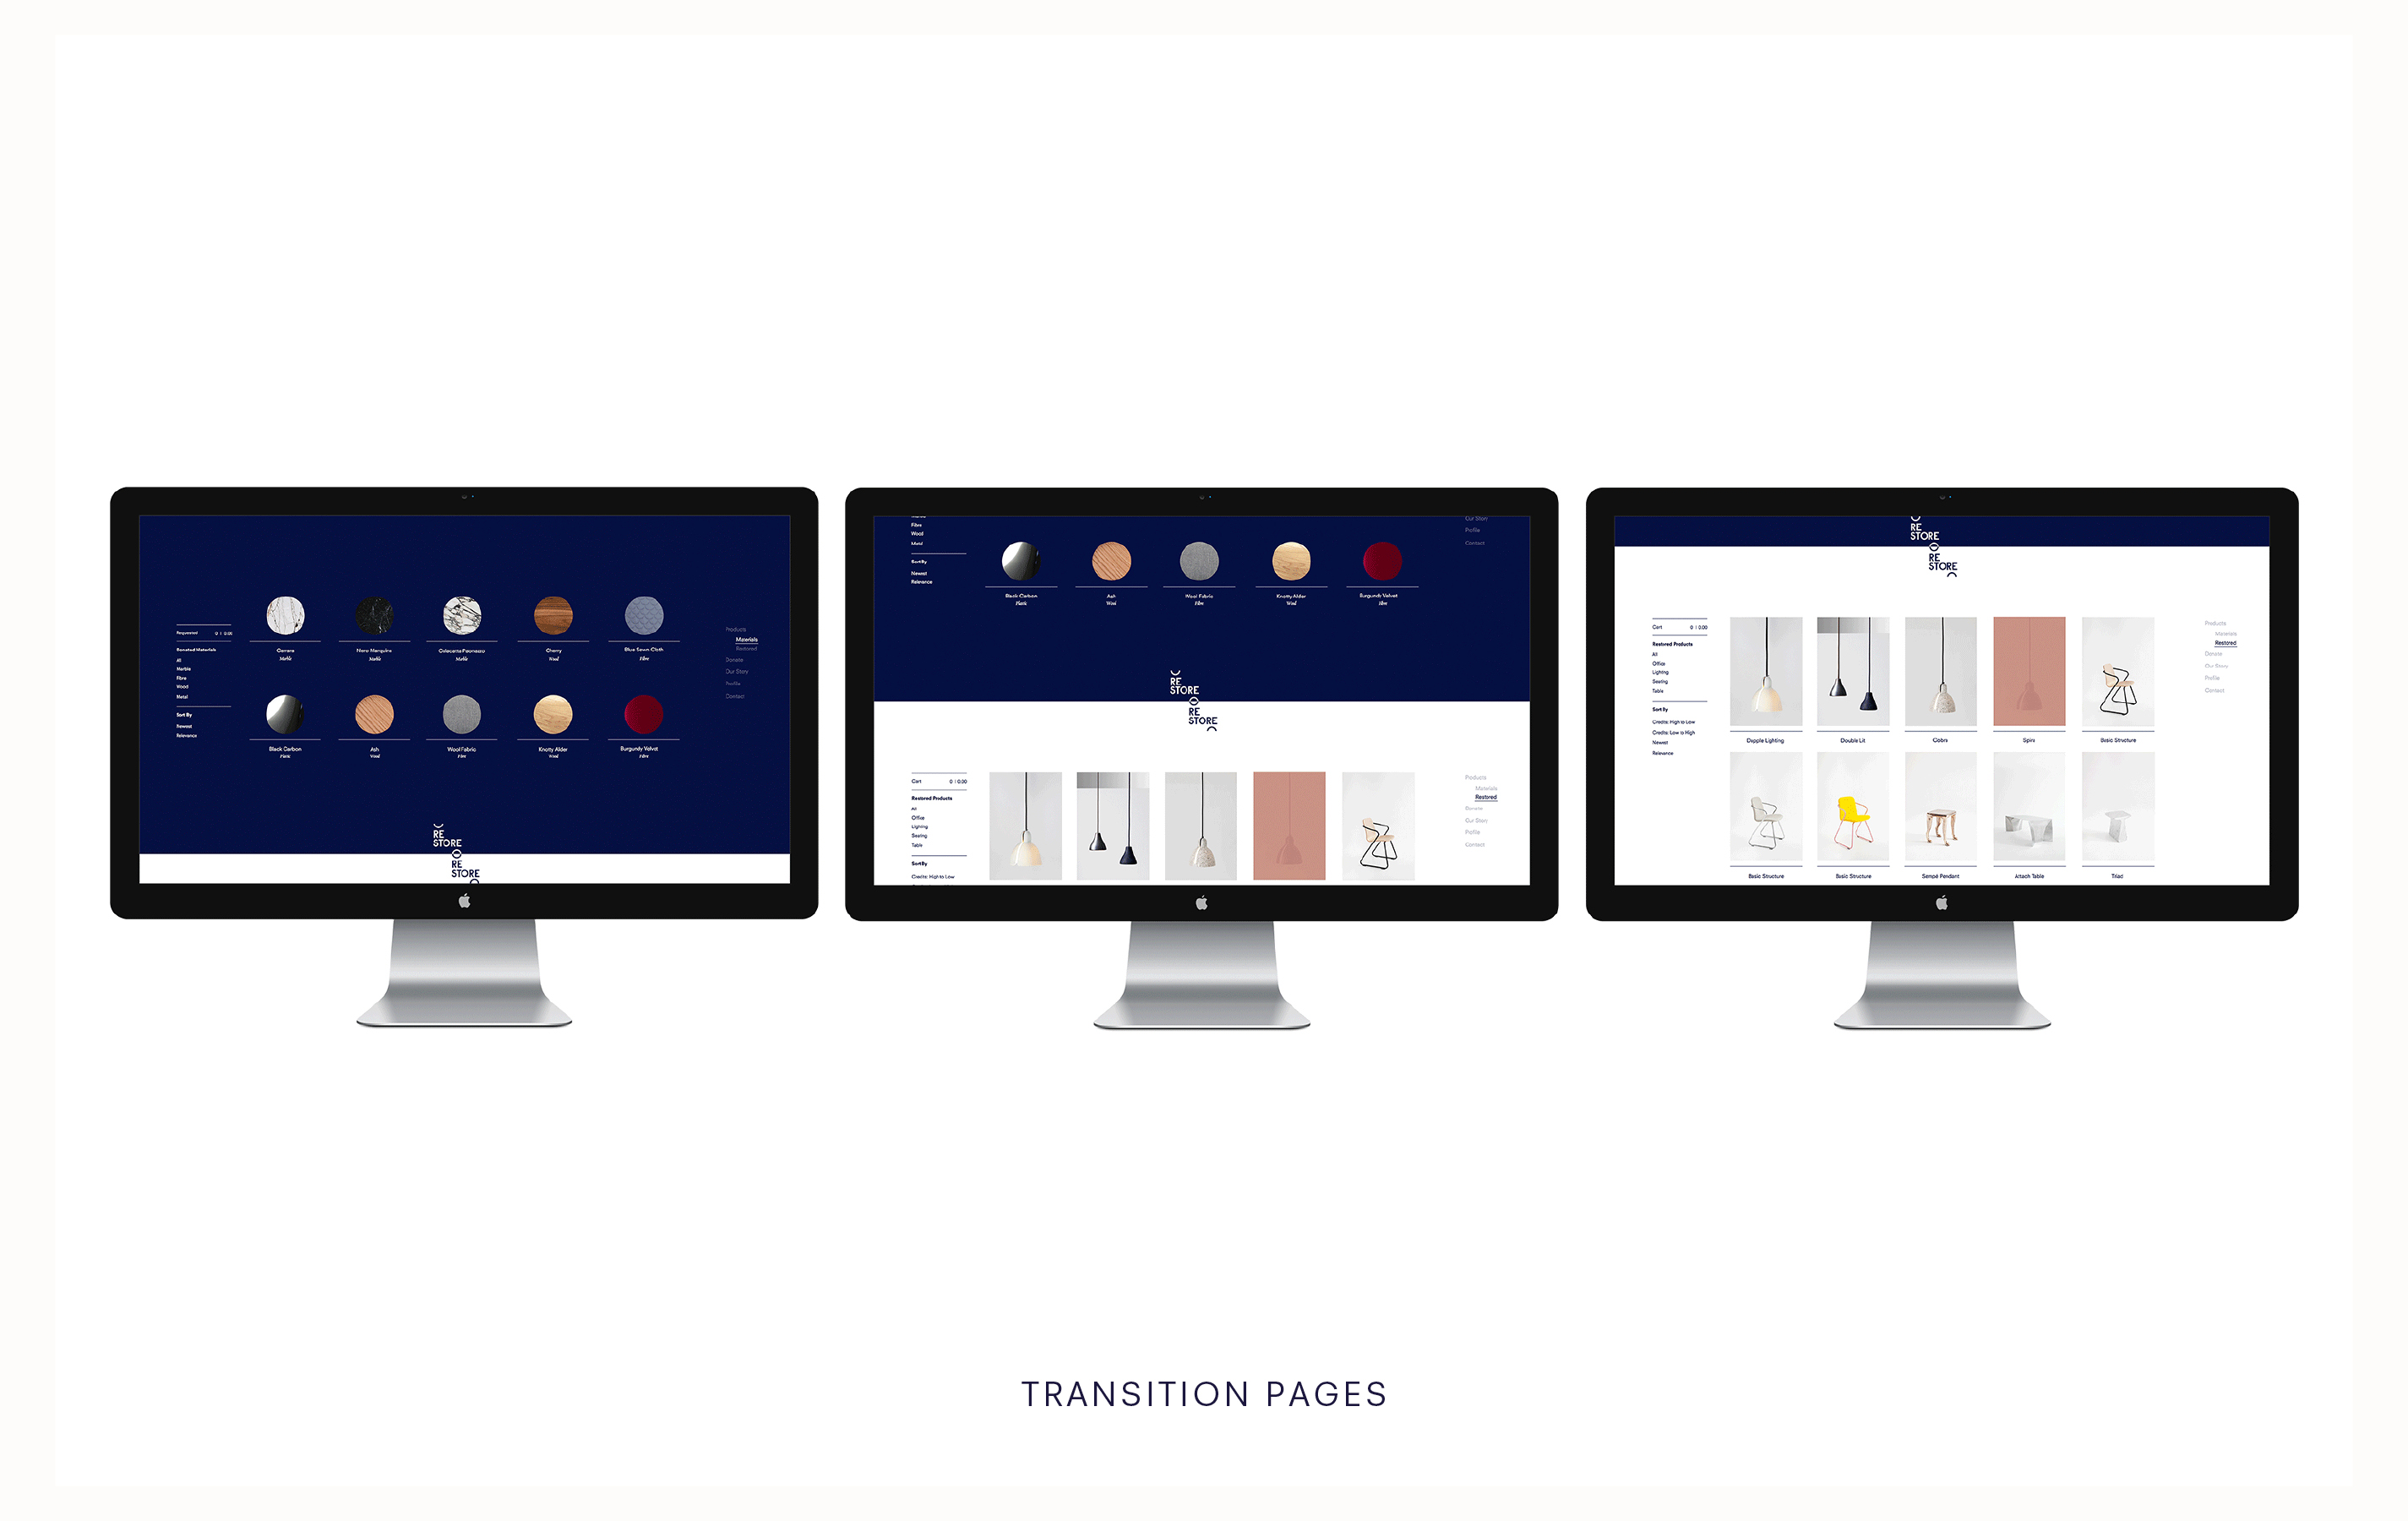 Requested 0 | 0.00
Donated Materials
All
Marble
Fibre
Wood
Metal
Sort By
Newest
Relevance
Carrara
Marble
Nero Marquina
Marble
Calacatta Paonazzo
Marble
Cherry
Wood
Blue Sewn Cloth
Fibre
Black Carbon
Plastic
Ash
Wood
Wool Fabric
Fibre
Knotty Alder
Wood
Burgundy Velvet
Fibre
Products
Materials
Restored
Donate
Our Story
Profile
Contact
RE
STORE
RE
STORE
Fibre
Wood
Metal
Sort By
Newest
Relevance
Black Carbon
Plastic
Ash
Wood
Wool Fabric
Fibre
Knotty Alder
Wood
Burgundy Velvet
Fibre
Our Story
Profile
Contact
RE
STORE
RE
STORE
Cart 0 | 0.00
Restored Products
All
Office
Lighting
Seating
Table
Sort By
Credits: High to Low
Products
Materials
Restored
Donate
Our Story
Profile
Contact
RE
STORE
RE
STORE
Cart 0 | 0.00
Restored Products
All
Office
Lighting
Seating
Table
Sort By
Credits: High to Low
Credits: Low to High
Newest
Relevance
Dapple Lighting
Double Lit
Spirs
Basic Structure
Basic Structure
Basic Structure
Sempé Pendant
Attach Table
Triad
Products
Materials
Restored
Donate
Our Story
Profile
Contact
TRANSITION PAGES